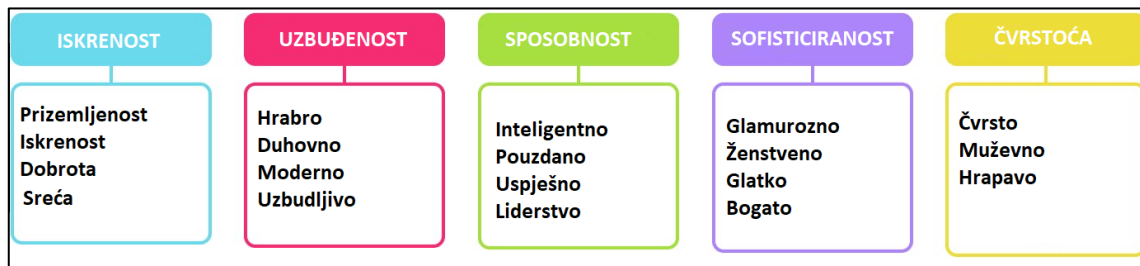 ISKRENOST
Prizemljenost
Iskrenost
Dobrota
Sreća
UZBUĐENOST
Hrabro
Duhovno
Moderno
Uzbudljivo
SPOSOBNOST
Inteligentno
Pouzdano
Uspješno
Liderstvo
SOFISTICIRANOST
Glamurozno
Ženstveno
Glatko
Bogato
ČVRSTOĆA
Čvrsto
Muževno
Hrapavo